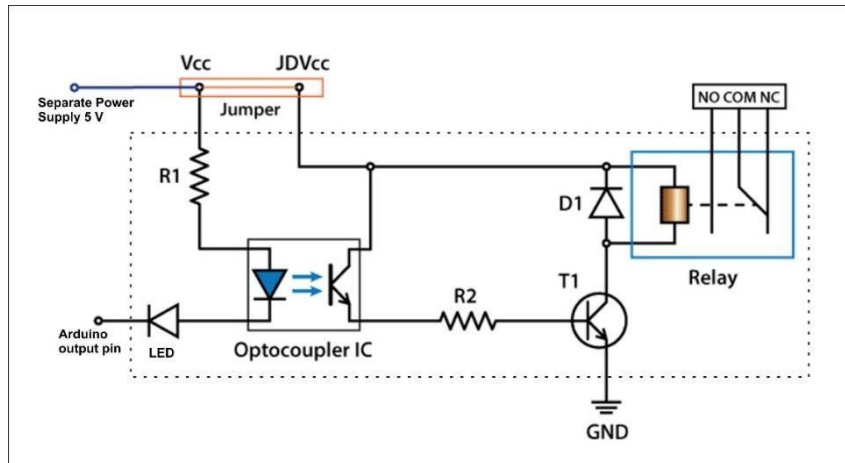 Vcc
JDVcc
Separate Power
Supply 5 V
Jumper
NO COM NC
R1
D1
Relay
T1
R2
Arduino
output pin
LED
Optocoupler IC
GND